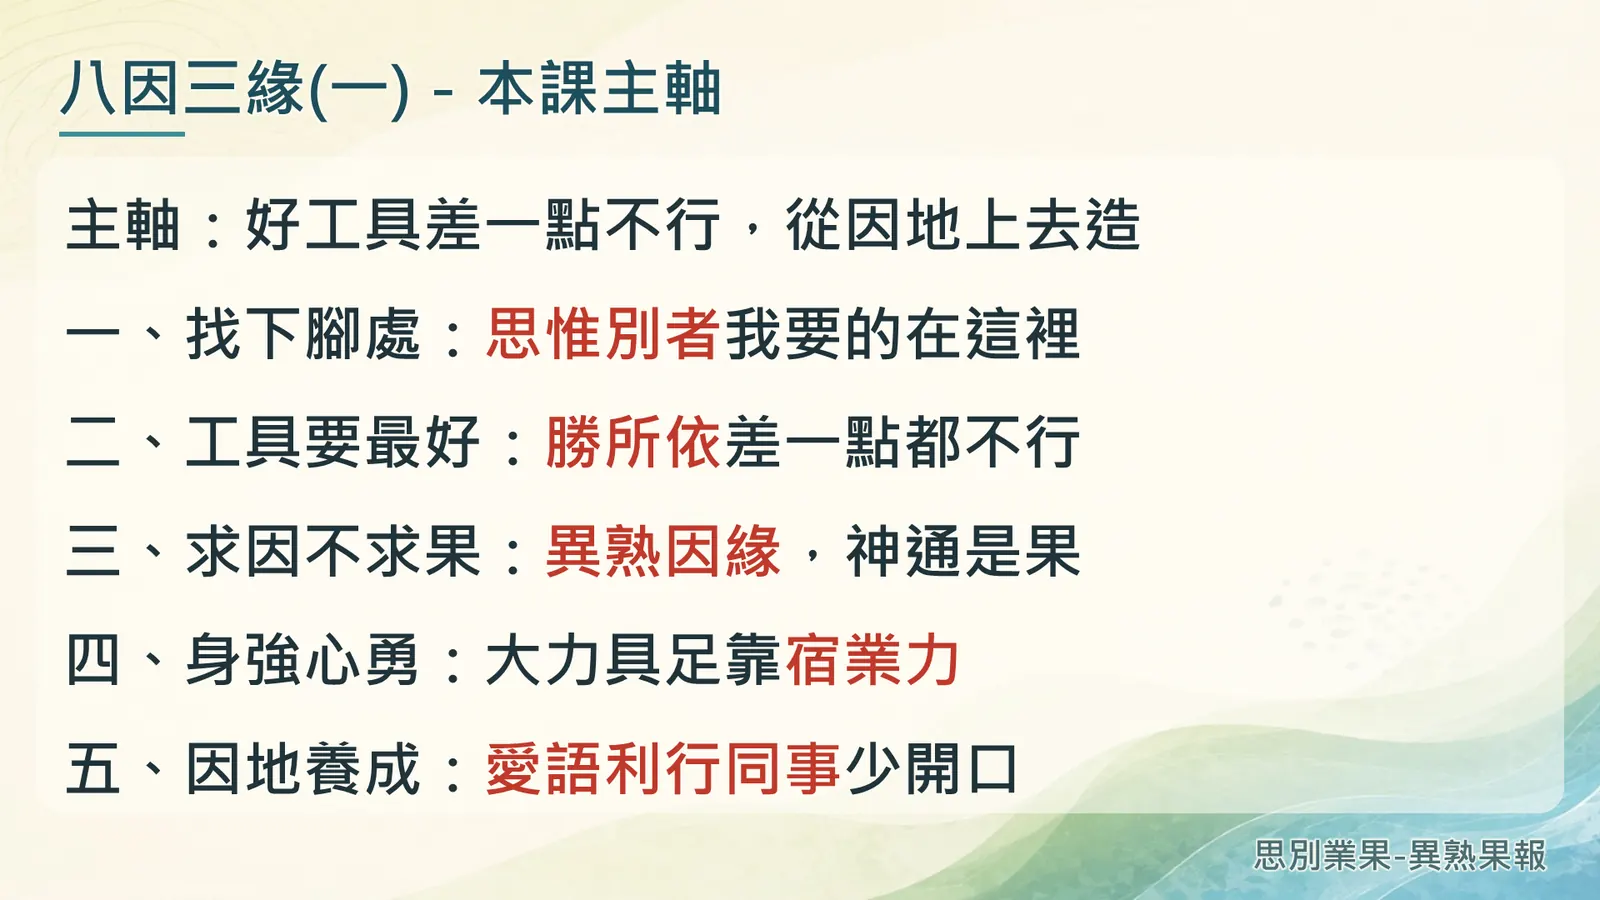 八因三緣(一) - 本課主軸
主軸：好工具差一點不行，從因地上去造
一、找下腳處：思惟別者我要的在這裡
二、工具要最好：勝所依差一點都不行
三、求因不求果：異熟因緣，神通是果
四、身強心勇：大力具足靠宿業力
五、因地養成：愛語利行同事少開口
思別業果-異熟果報